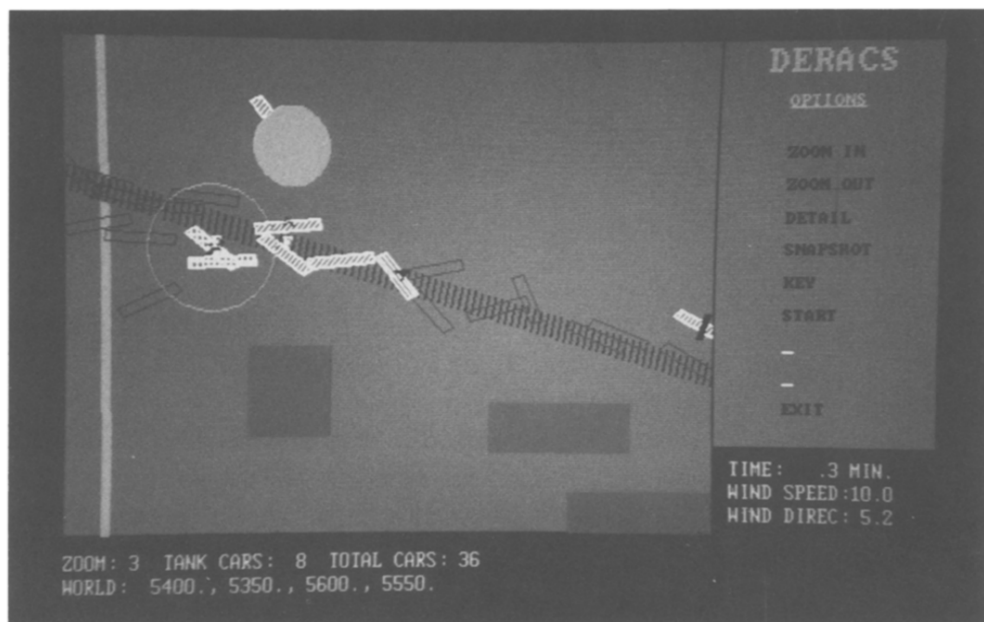 DERACS
OPTIONS
ZOOM IN
ZOOM OUT
DETAIL
SNAPSHOT
KEY
START
EXIT
TIME: .3 MIN.
WIND SPEED:10.0
WIND DIREC: 5.2
ZOOM: 3 TANK CARS: 8 TOTAL CARS: 36
WORLD: 5400., 5350., 5600., 5550.